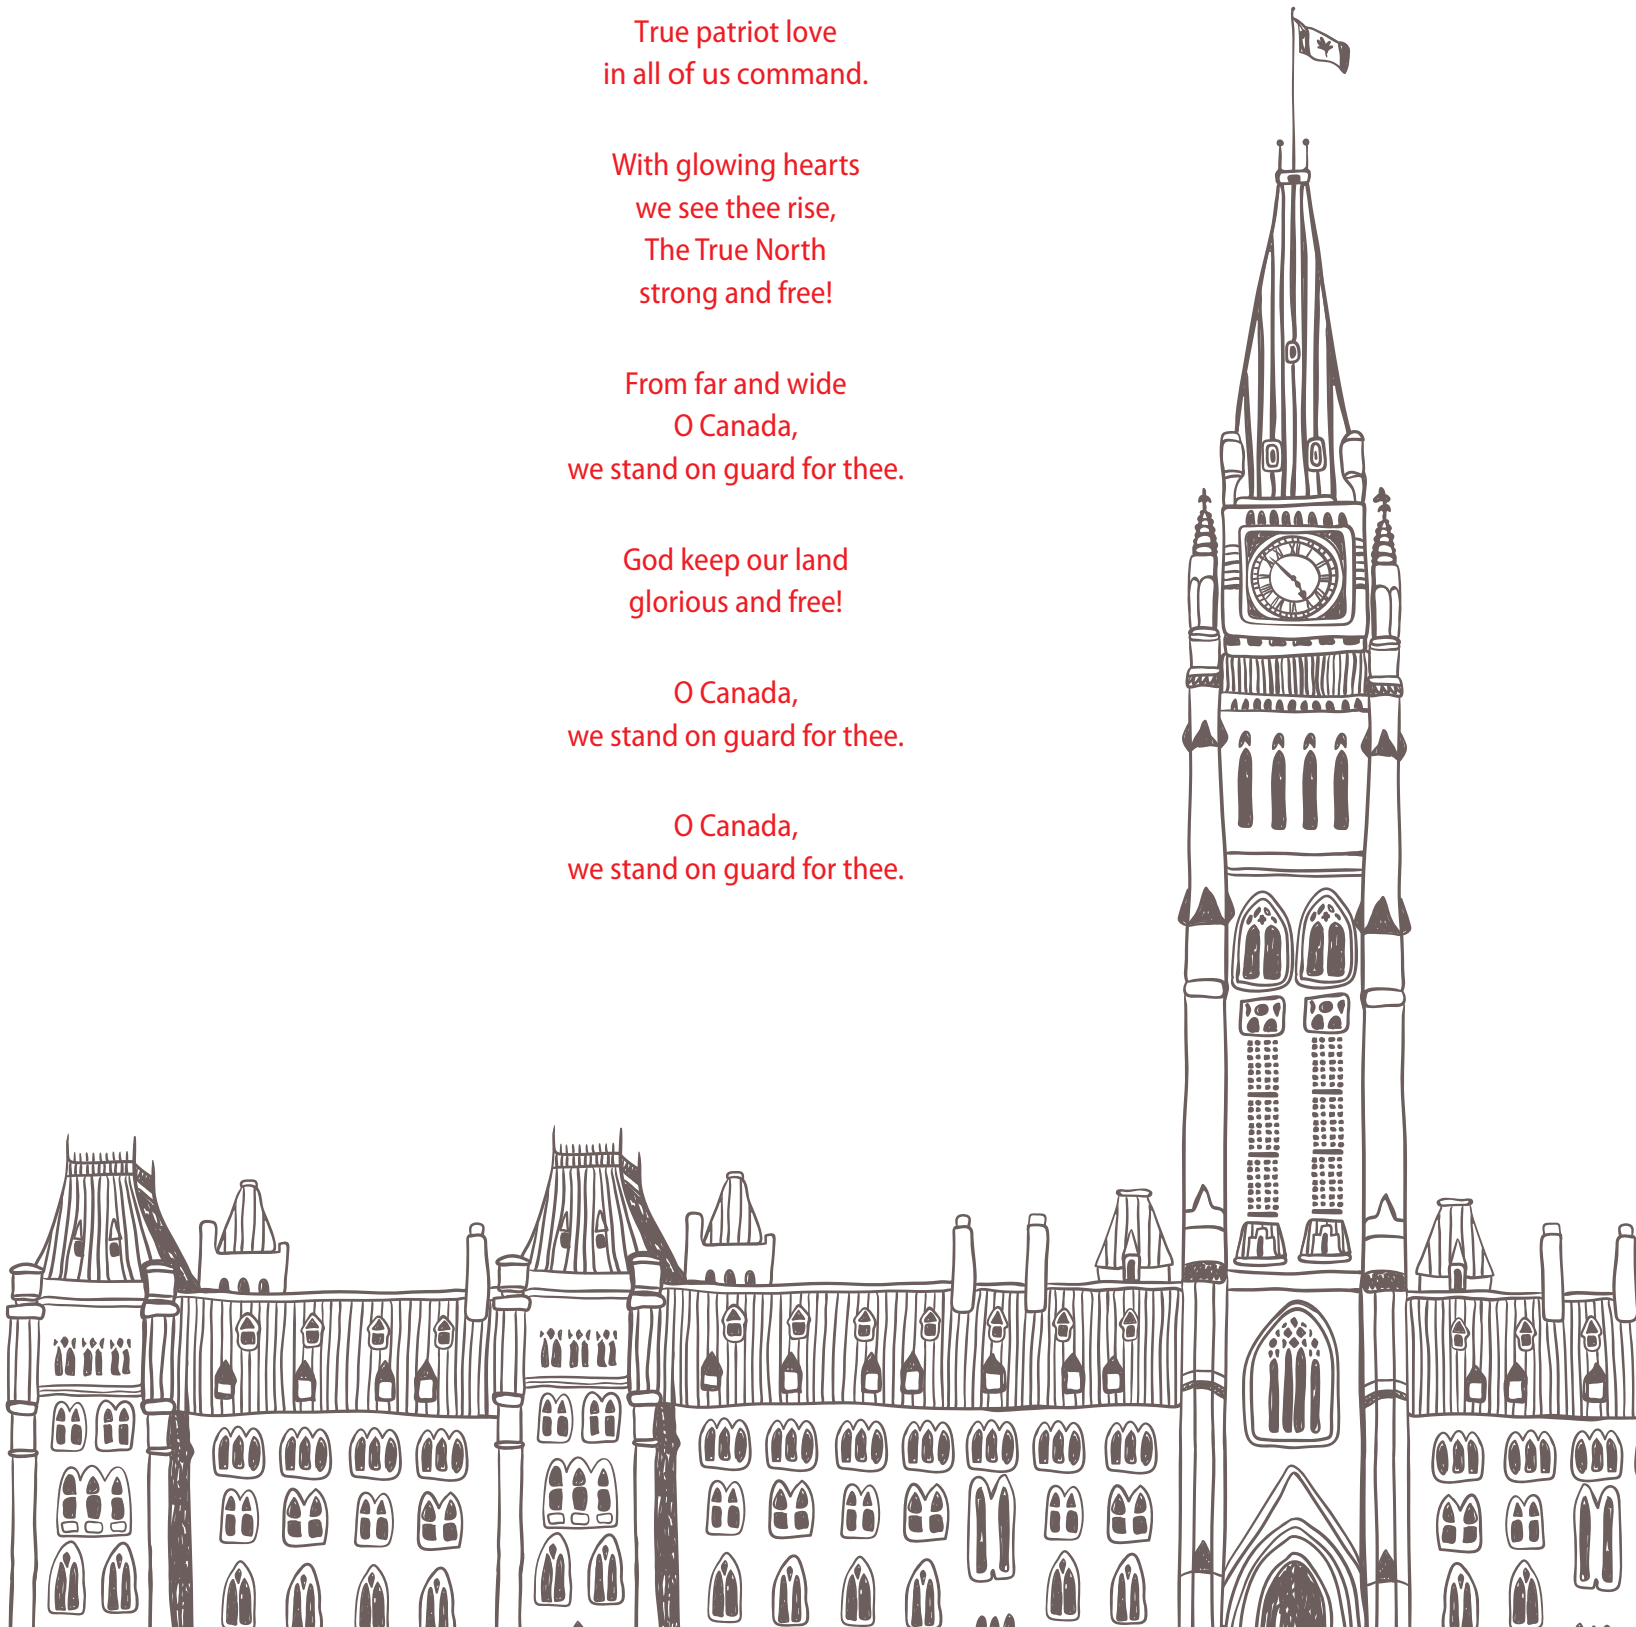 True patriot love
in all of us command.
With glowing hearts
we see thee rise,
The True North
strong and free!
From far and wide
O Canada,
we stand on guard for thee.
God keep our land
glorious and free!
O Canada,
we stand on guard for thee.
O Canada,
we stand on guard for thee.